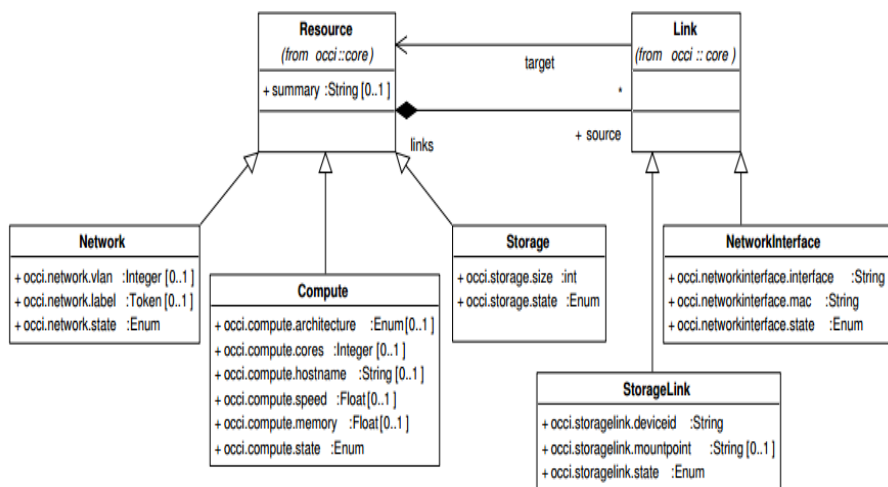 Resource
(from occi::core)
+ summary :String [0..1 ]
Link
(from occi :: core )
target
*
+ source
links
Network
+ occi.network.vlan :Integer [0..1 ]
+ occi.network.label :Token [0..1 ]
+ occi.network.state :Enum
Compute
+ occi.compute.architecture :Enum[0..1 ]
+ occi.compute.cores :Integer [0..1 ]
+ occi.compute.hostname :String [0..1 ]
+ occi.compute.speed :Float[0..1 ]
+ occi.compute.memory :Float[0..1 ]
+ occi.compute.state :Enum
Storage
+ occi.storage.size :int
+ occi.storage.state :Enum
NetworkInterface
+ occi.networkinterface.interface :String
+ occi.networkinterface.mac :String
+ occi.networkinterface.state :Enum
StorageLink
+ occi.storagelink.deviceid :String
+ occi.storagelink.mountpoint :String [0..1 ]
+ occi.storagelink.state :Enum